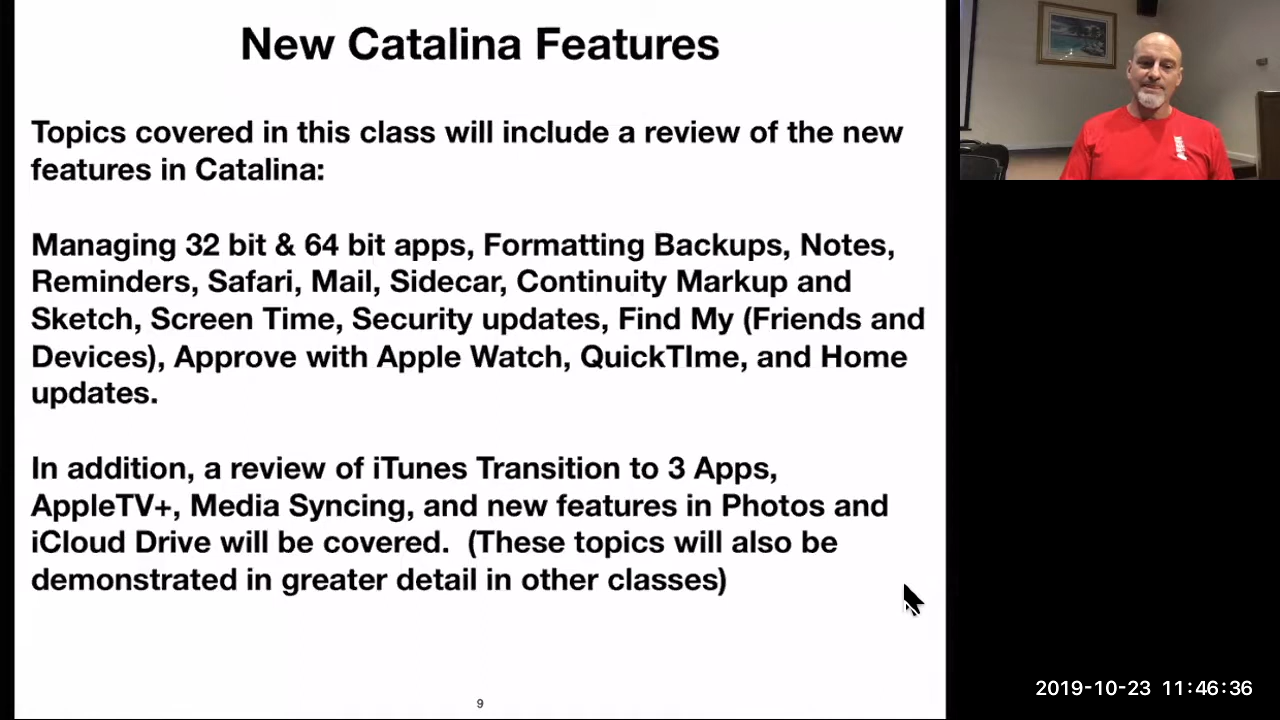 New Catalina Features
Topics covered in this class will include a review of the new
features in Catalina:
Managing 32 bit & 64 bit apps, Formatting Backups, Notes,
Reminders, Safari, Mail, Sidecar, Continuity Markup and
Sketch, Screen Time, Security updates, Find My (Friends and
Devices), Approve with Apple Watch, QuickTIme, and Home
updates.
In addition, a review of iTunes Transition to 3 Apps,
AppleTV+, Media Syncing, and new features in Photos and
iCloud Drive will be covered.  (These topics will also be
demonstrated in greater detail in other classes)
9
2019-10-23 11:46:36